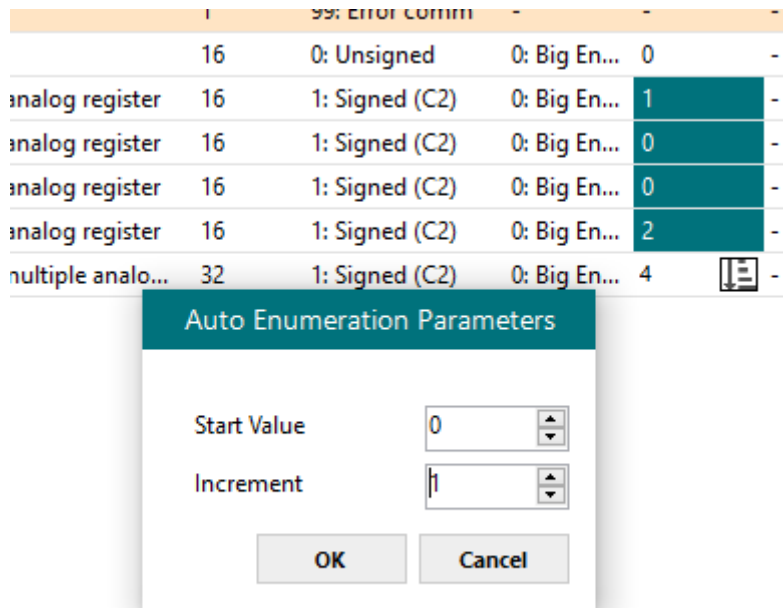 1 99: Error comm - - -
16 0: Unsigned 0: Big En... 0 -
analog register 16 1: Signed (C2) 0: Big En... 1 -
analog register 16 1: Signed (C2) 0: Big En... 0 -
analog register 16 1: Signed (C2) 0: Big En... 0 -
analog register 16 1: Signed (C2) 0: Big En... 2 -
multiple analo... 32 1: Signed (C2) 0: Big En... 4 -
Auto Enumeration Parameters
Start Value 0
Increment 1
OK Cancel